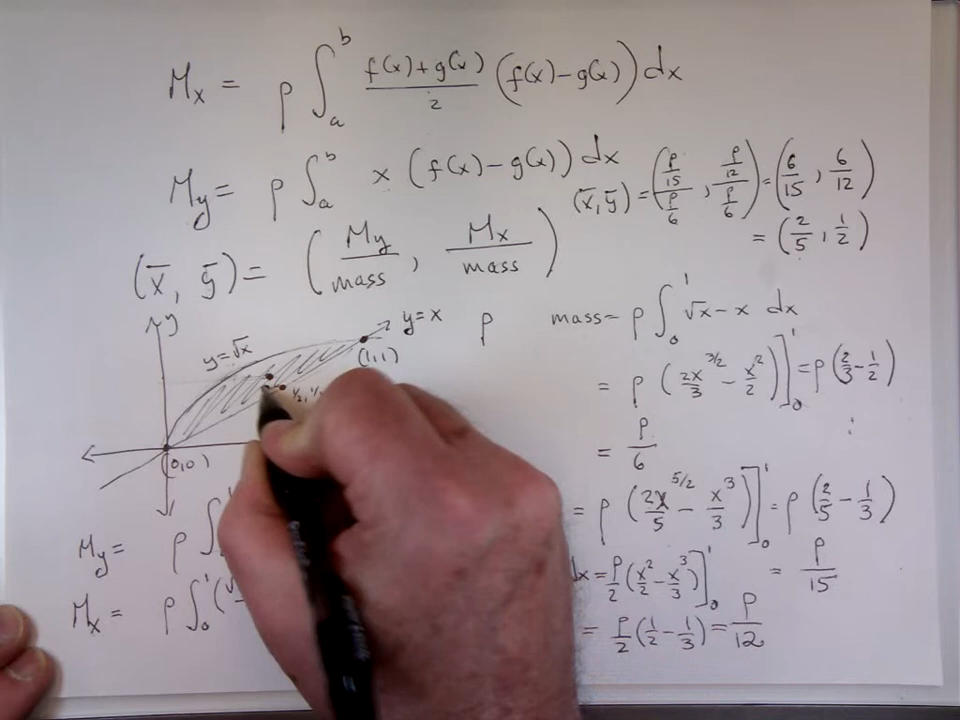 Mx = ρ ∫_a^b (f(x)+g(x))/2 (f(x)-g(x)) dx
My = ρ ∫_a^b x (f(x)-g(x)) dx
(x̄, ȳ) = ((ρ/15)/(ρ/6), (ρ/12)/(ρ/6)) = (6/15, 6/12)
= (2/5, 1/2)
(x̄, ȳ) = (My/mass, Mx/mass)
y
y=√x
y=x
(1,1)
(0,0)
ρ
mass = ρ ∫_0^1 √x - x dx
= ρ (2x^{3/2}/3 - x²/2)]_0^1 = ρ(2/3 - 1/2)
= ρ/6
My = ρ ∫
= ρ (2x^{5/2}/5 - x³/3)]_0^1 = ρ (2/5 - 1/3)
= ρ/15
Mx = ρ ∫_0^1 (
dx = ρ/2 (x²/2 - x³/3)]_0^1
= ρ/2 (1/2 - 1/3) = ρ/12